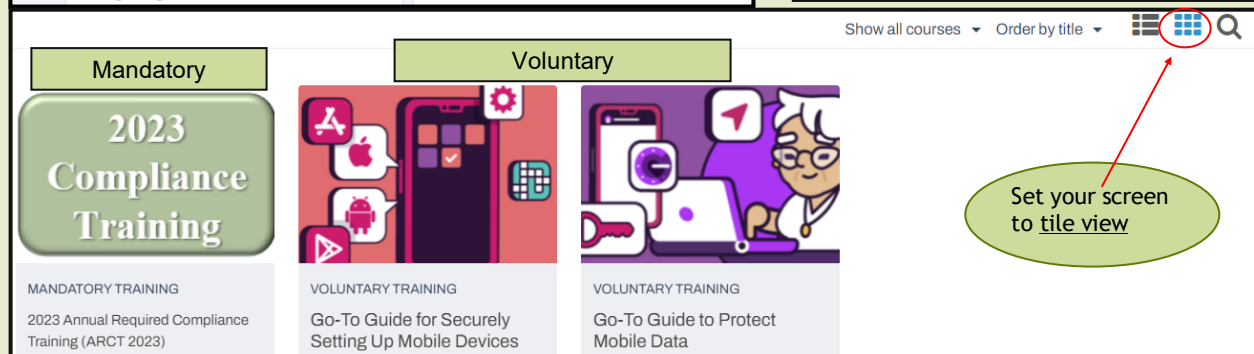 Show all courses Order by title
Mandatory
Voluntary
2023
Compliance
Training
Set your screen
to tile view
MANDATORY TRAINING
2023 Annual Required Compliance
Training (ARCT 2023)
VOLUNTARY TRAINING
Go-To Guide for Securely
Setting Up Mobile Devices
VOLUNTARY TRAINING
Go-To Guide to Protect
Mobile Data